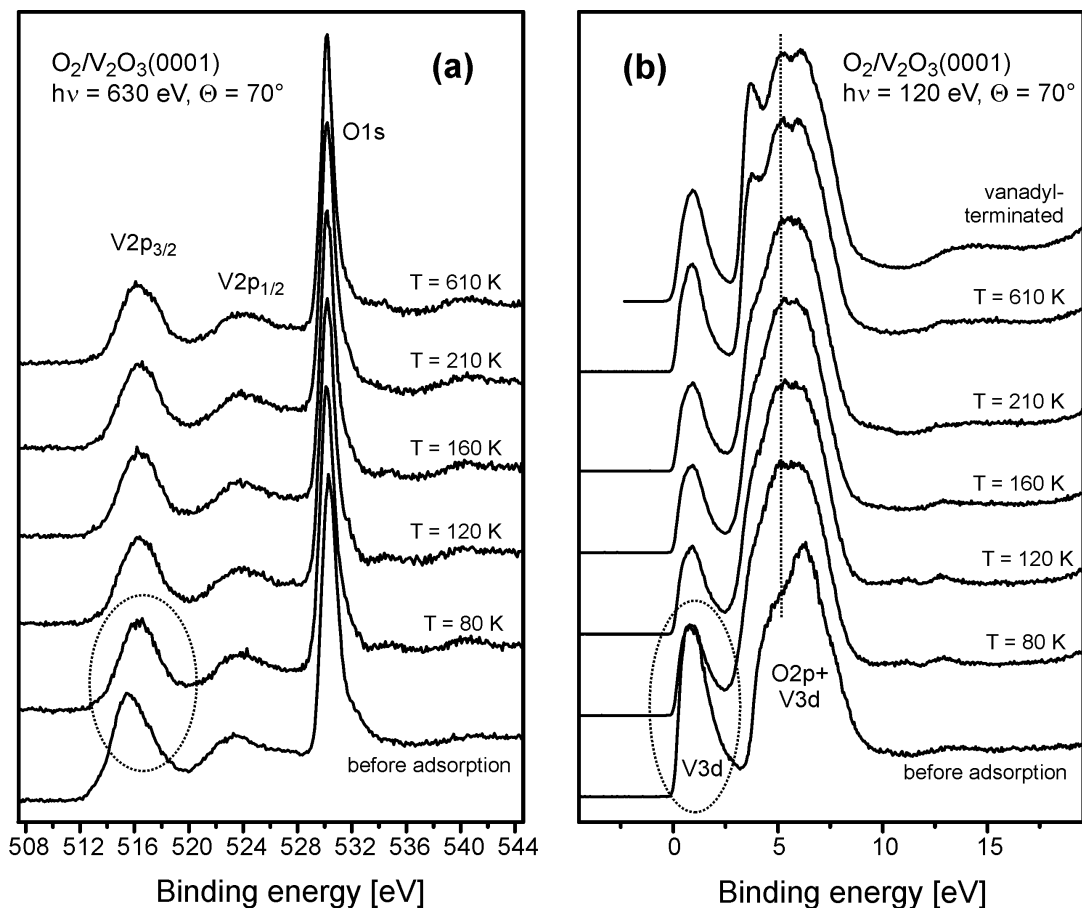 O₂/V₂O₃(0001)
hν = 630 eV, Θ = 70°
(a)
O1s
V2p₃/₂
V2p₁/₂
T = 610 K
T = 210 K
T = 160 K
T = 120 K
T = 80 K
before adsorption
508 512 516 520 524 528 532 536 540 544
Binding energy [eV]
(b)
O₂/V₂O₃(0001)
hν = 120 eV, Θ = 70°
vanadyl-
terminated
T = 610 K
T = 210 K
T = 160 K
T = 120 K
T = 80 K
O2p+
V3d
V3d
before adsorption
0 5 10 15
Binding energy [eV]